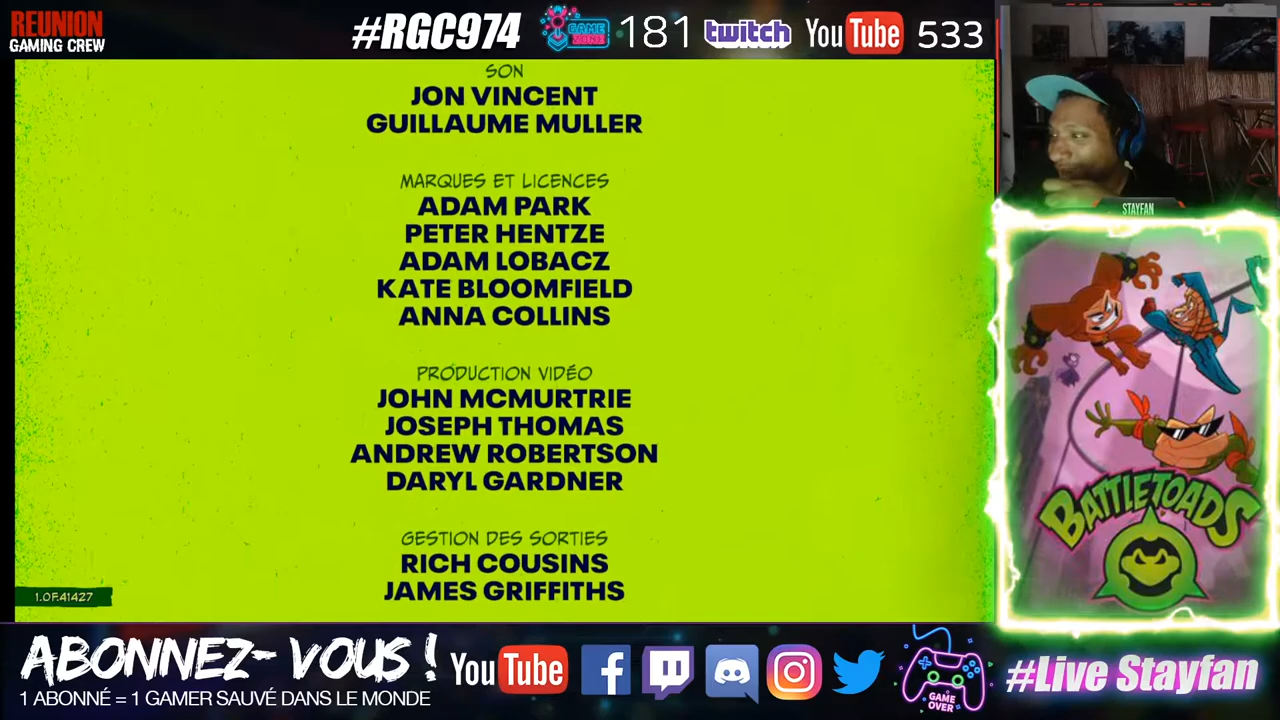 REUNION
GAMING CREW
#RGC974
GAME
ZONE
181
twitch
YouTube
533
SON
JON VINCENT
GUILLAUME MULLER
MARQUES ET LICENCES
ADAM PARK
PETER HENTZE
ADAM LOBACZ
KATE BLOOMFIELD
ANNA COLLINS
PRODUCTION VIDÉO
JOHN MCMURTRIE
JOSEPH THOMAS
ANDREW ROBERTSON
DARYL GARDNER
GESTION DES SORTIES
RICH COUSINS
JAMES GRIFFITHS
1.0F.41427
STAYFAN
BATTLETOADS
ABONNEZ-VOUS !
1 ABONNÉ = 1 GAMER SAUVÉ DANS LE MONDE
YouTube
GAME
OVER
#Live Stayfan